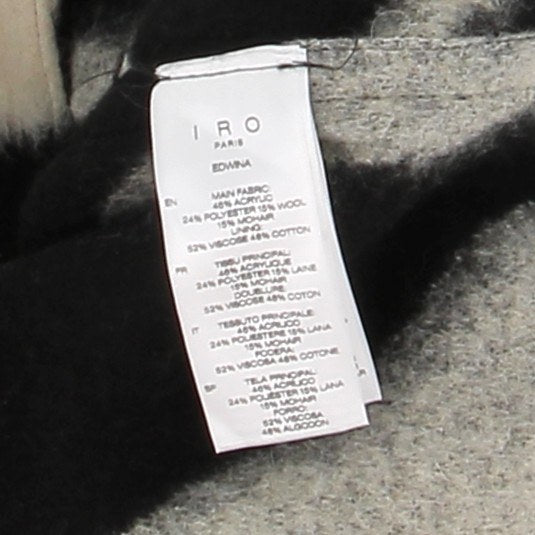 IRO
PARIS
EDWINA
EN
MAIN FABRIC:
46% ACRYLIC
24% POLYESTER 15% WOOL
15% MOHAIR
LINING:
52% VISCOSE 48% COTTON
FR
TISSU PRINCIPAL:
46% ACRYLIQUE
24% POLYESTER 15% LAINE
15% MOHAIR
DOUBLURE:
52% VISCOSE 48% COTON
IT
TESSUTO PRINCIPALE:
46% ACRILICO
24% POLIESTERE 15% LANA
15% MOHAIR
FODERA:
52% VISCOSA 48% COTONE
SP
TELA PRINCIPAL:
46% ACRÍLICO
24% POLIÉSTER 15% LANA
15% MOHAIR
FORRO:
52% VISCOSA
48% ALGODON